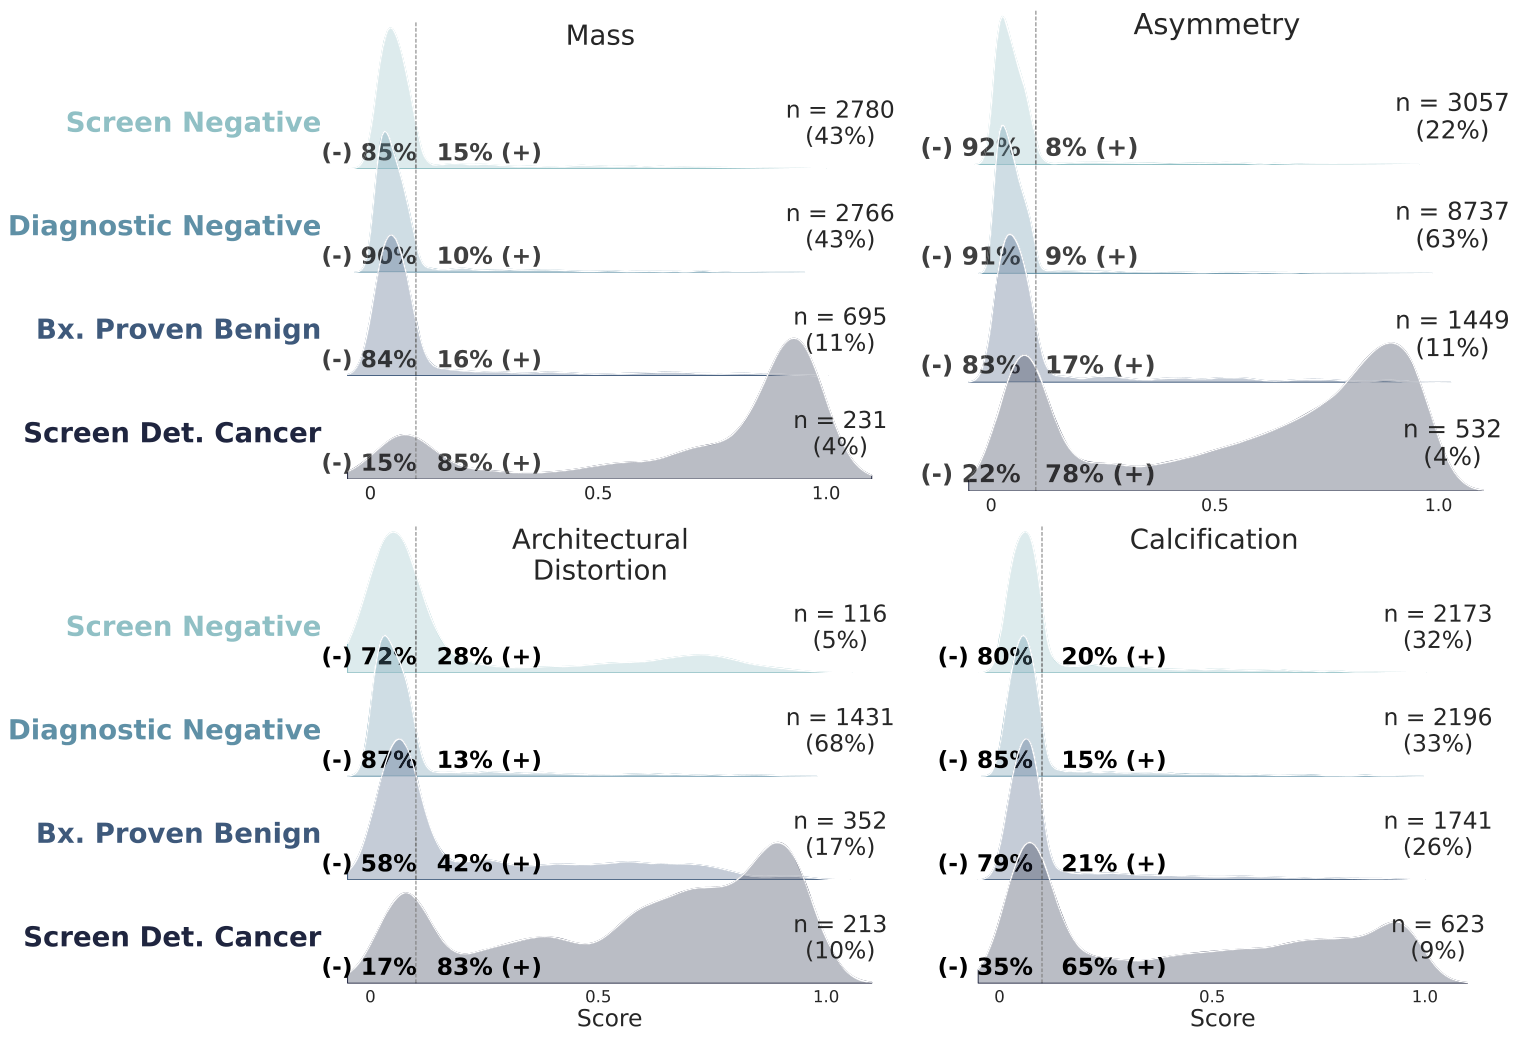 Mass
Screen Negative
(-) 85% 15% (+)
n = 2780
(43%)
Diagnostic Negative
(-) 90% 10% (+)
n = 2766
(43%)
Bx. Proven Benign
(-) 84% 16% (+)
n = 695
(11%)
Screen Det. Cancer
(-) 15% 85% (+)
n = 231
(4%)
0 0.5 1.0
Asymmetry
(-) 92% 8% (+)
n = 3057
(22%)
(-) 91% 9% (+)
n = 8737
(63%)
(-) 83% 17% (+)
n = 1449
(11%)
(-) 22% 78% (+)
n = 532
(4%)
0 0.5 1.0
Architectural
Distortion
Screen Negative
(-) 72% 28% (+)
n = 116
(5%)
Diagnostic Negative
(-) 87% 13% (+)
n = 1431
(68%)
Bx. Proven Benign
(-) 58% 42% (+)
n = 352
(17%)
Screen Det. Cancer
(-) 17% 83% (+)
n = 213
(10%)
0 0.5 1.0
Score
Calcification
(-) 80% 20% (+)
n = 2173
(32%)
(-) 85% 15% (+)
n = 2196
(33%)
(-) 79% 21% (+)
n = 1741
(26%)
(-) 35% 65% (+)
n = 623
(9%)
0 0.5 1.0
Score